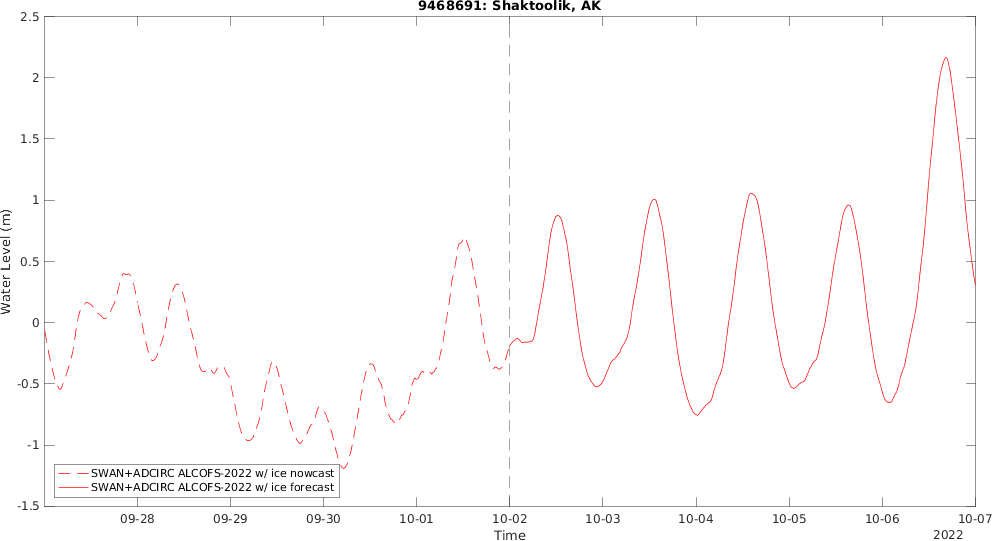 9468691: Shaktoolik, AK
Water Level (m)
2.5
2
1.5
1
0.5
0
-0.5
-1
-1.5
SWAN+ADCIRC ALCOFS-2022 w/ ice nowcast
SWAN+ADCIRC ALCOFS-2022 w/ ice forecast
09-28 09-29 09-30 10-01 10-02 10-03 10-04 10-05 10-06 10-07
Time
2022